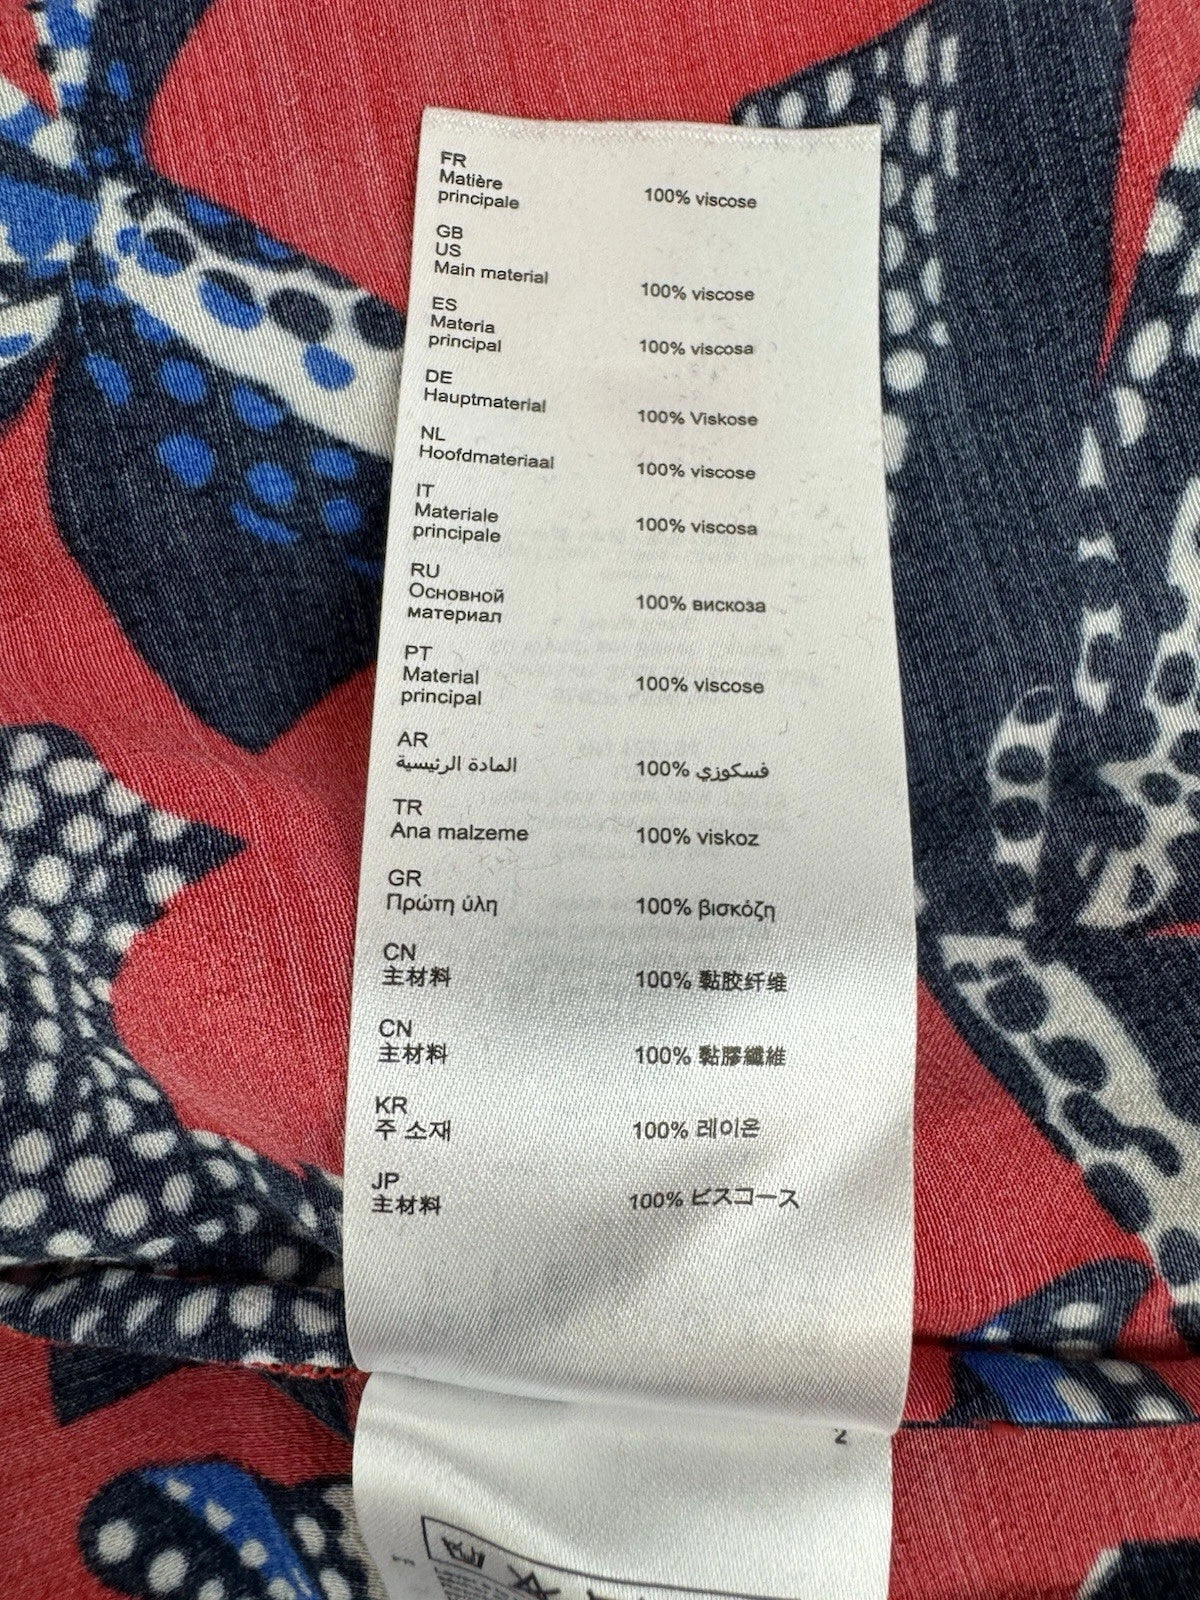 FR
Matière
principale
100% viscose
GB
US
Main material
100% viscose
ES
Materia
principal
100% viscosa
DE
Hauptmaterial
100% Viskose
NL
Hoofdmateriaal
100% viscose
IT
Materiale
principale
100% viscosa
RU
Основной
материал
100% вискоза
PT
Material
principal
100% viscose
AR
المادة الرئيسية
100% فسكوزي
TR
Ana malzeme
100% viskoz
GR
Πρώτη ύλη
100% βισκόζη
CN
主材料
100% 黏胶纤维
CN
主材料
100% 黏膠纖維
KR
주 소재
100% 레이온
JP
主材料
100% ビスコース
2